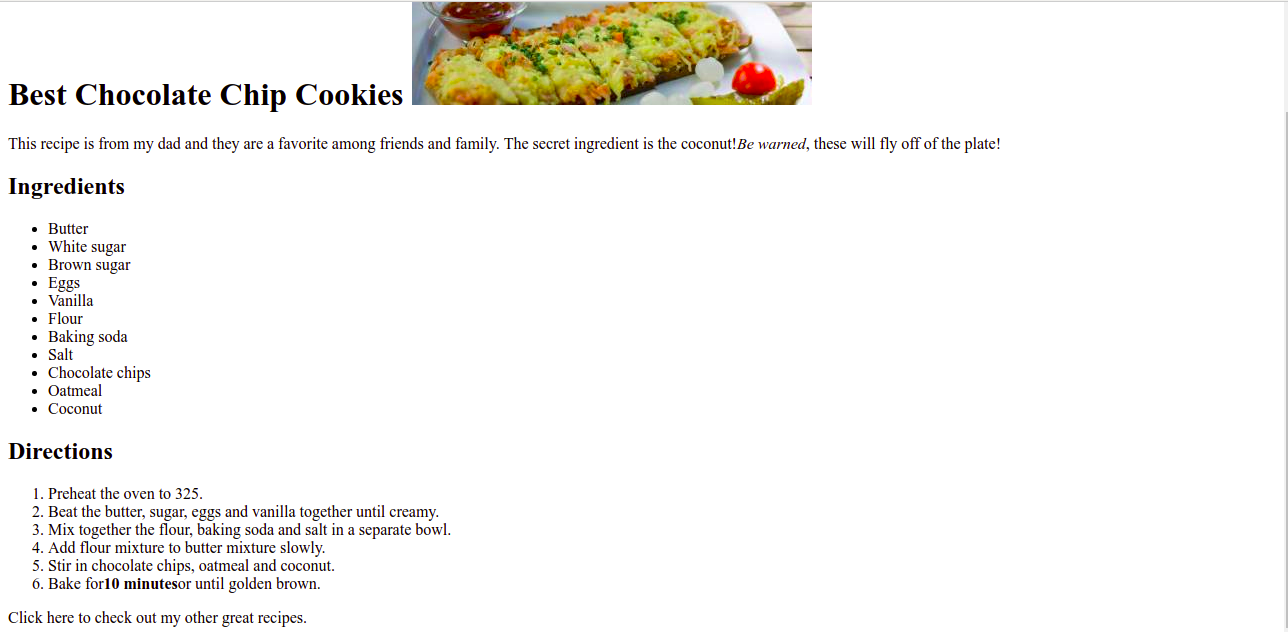 Best Chocolate Chip Cookies
This recipe is from my dad and they are a favorite among friends and family. The secret ingredient is the coconut!Be warned, these will fly off of the plate!
Ingredients
• Butter
• White sugar
• Brown sugar
• Eggs
• Vanilla
• Flour
• Baking soda
• Salt
• Chocolate chips
• Oatmeal
• Coconut
Directions
1. Preheat the oven to 325.
2. Beat the butter, sugar, eggs and vanilla together until creamy.
3. Mix together the flour, baking soda and salt in a separate bowl.
4. Add flour mixture to butter mixture slowly.
5. Stir in chocolate chips, oatmeal and coconut.
6. Bake for10 minutesor until golden brown.
Click here to check out my other great recipes.